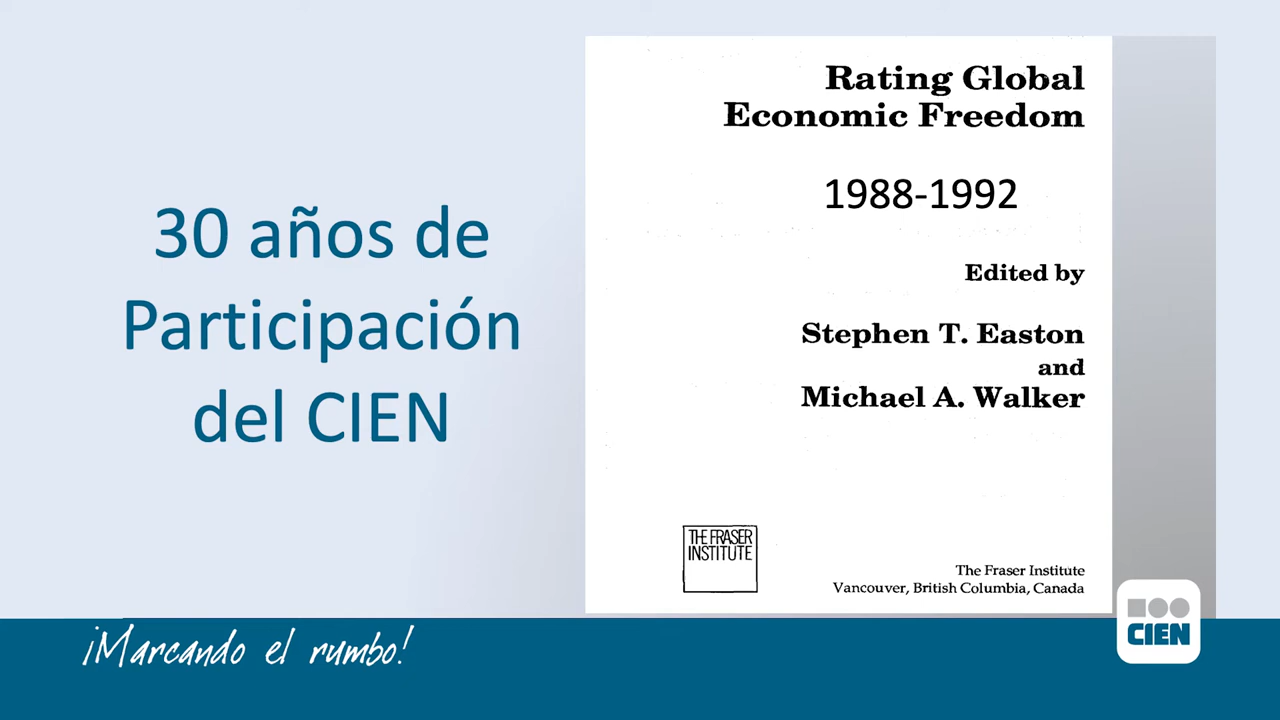 30 años de
Participación
del CIEN
Rating Global
Economic Freedom
1988-1992
Edited by
Stephen T. Easton
and
Michael A. Walker
THE FRASER
INSTITUTE
The Fraser Institute
Vancouver, British Columbia, Canada
¡Marcando el rumbo!
CIEN